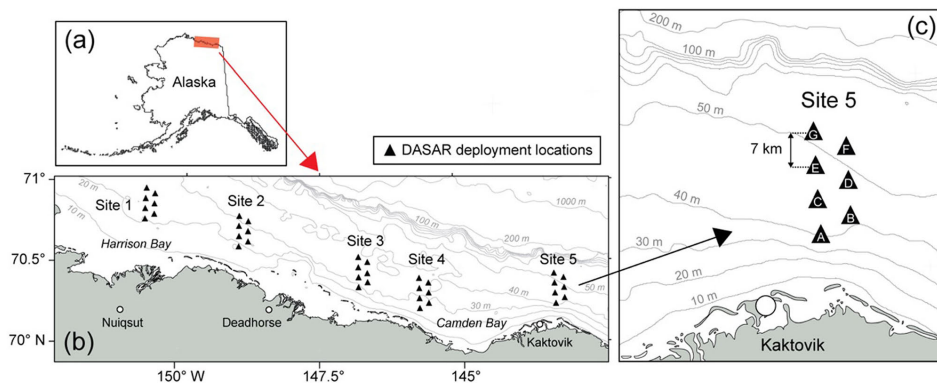 (a)
Alaska
▲ DASAR deployment locations
71°
70.5°
70° N
150° W
147.5°
145°
20 m
10 m
Site 1
Harrison Bay
Site 2
Site 3
Site 4
Site 5
100 m
200 m
1000 m
30 m
40 m
50 m
Nuiqsut
Deadhorse
Camden Bay
Kaktovik
(b)
(c)
200 m
100 m
50 m
Site 5
7 km
G
F
E
D
C
B
A
40 m
30 m
20 m
10 m
Kaktovik